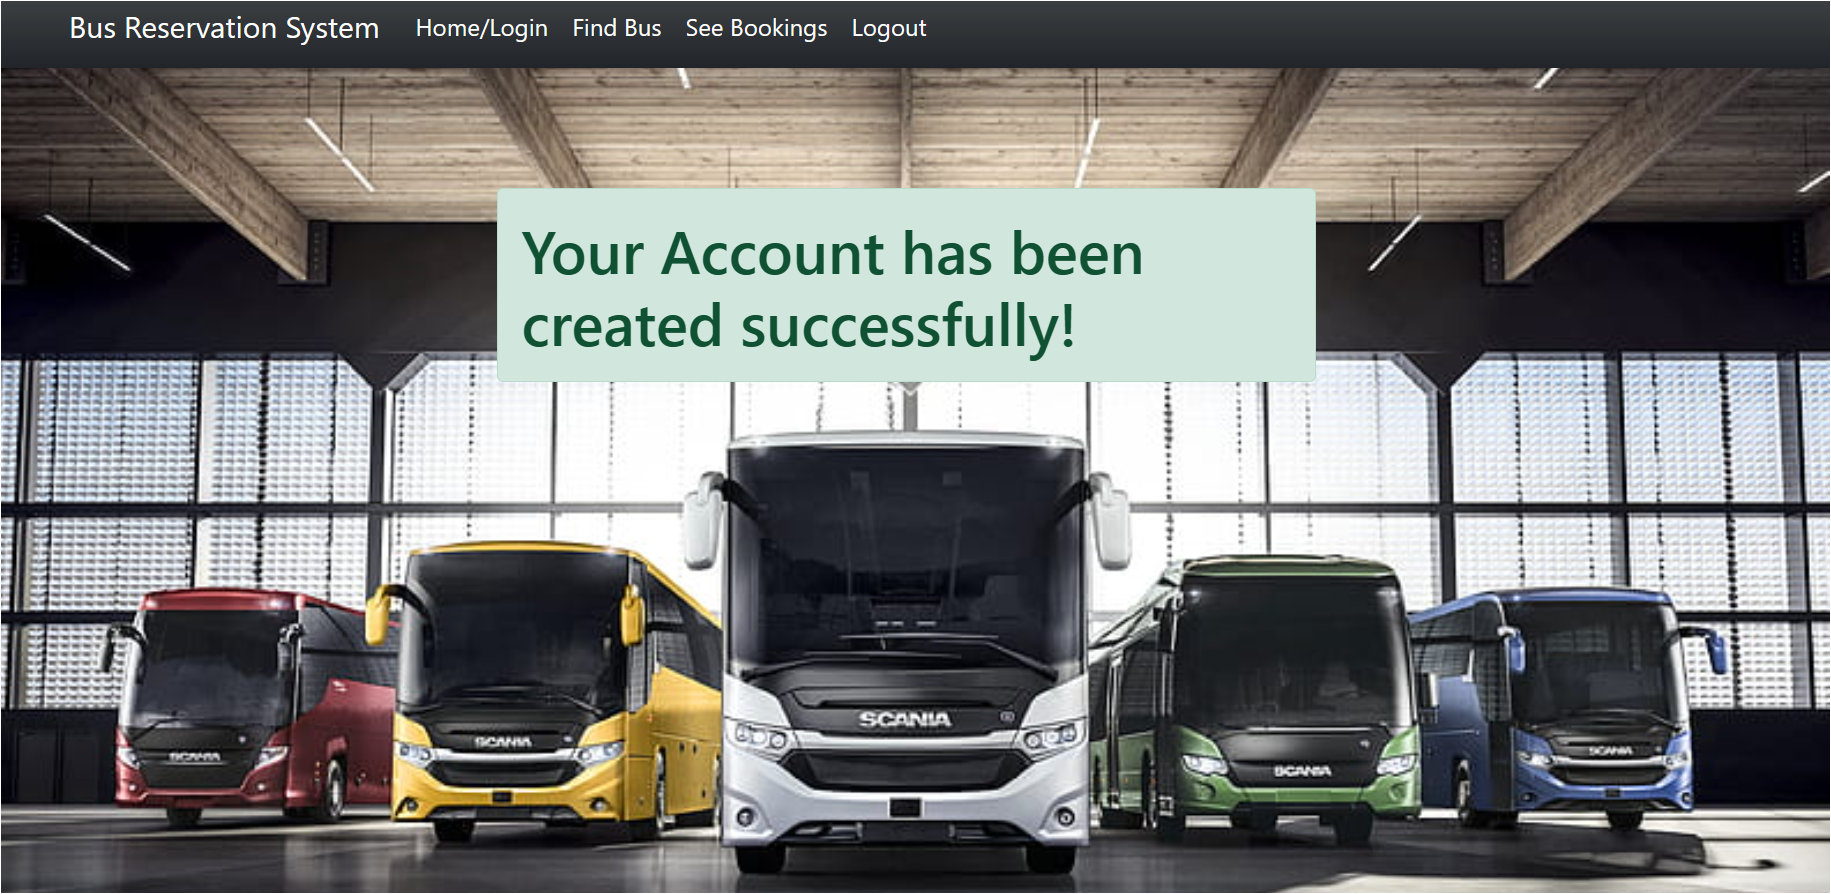 Bus Reservation System Home/Login Find Bus See Bookings Logout
Your Account has been
created successfully!
SCANIA
SCANIA
SCANIA
SCANIA
SCANIA